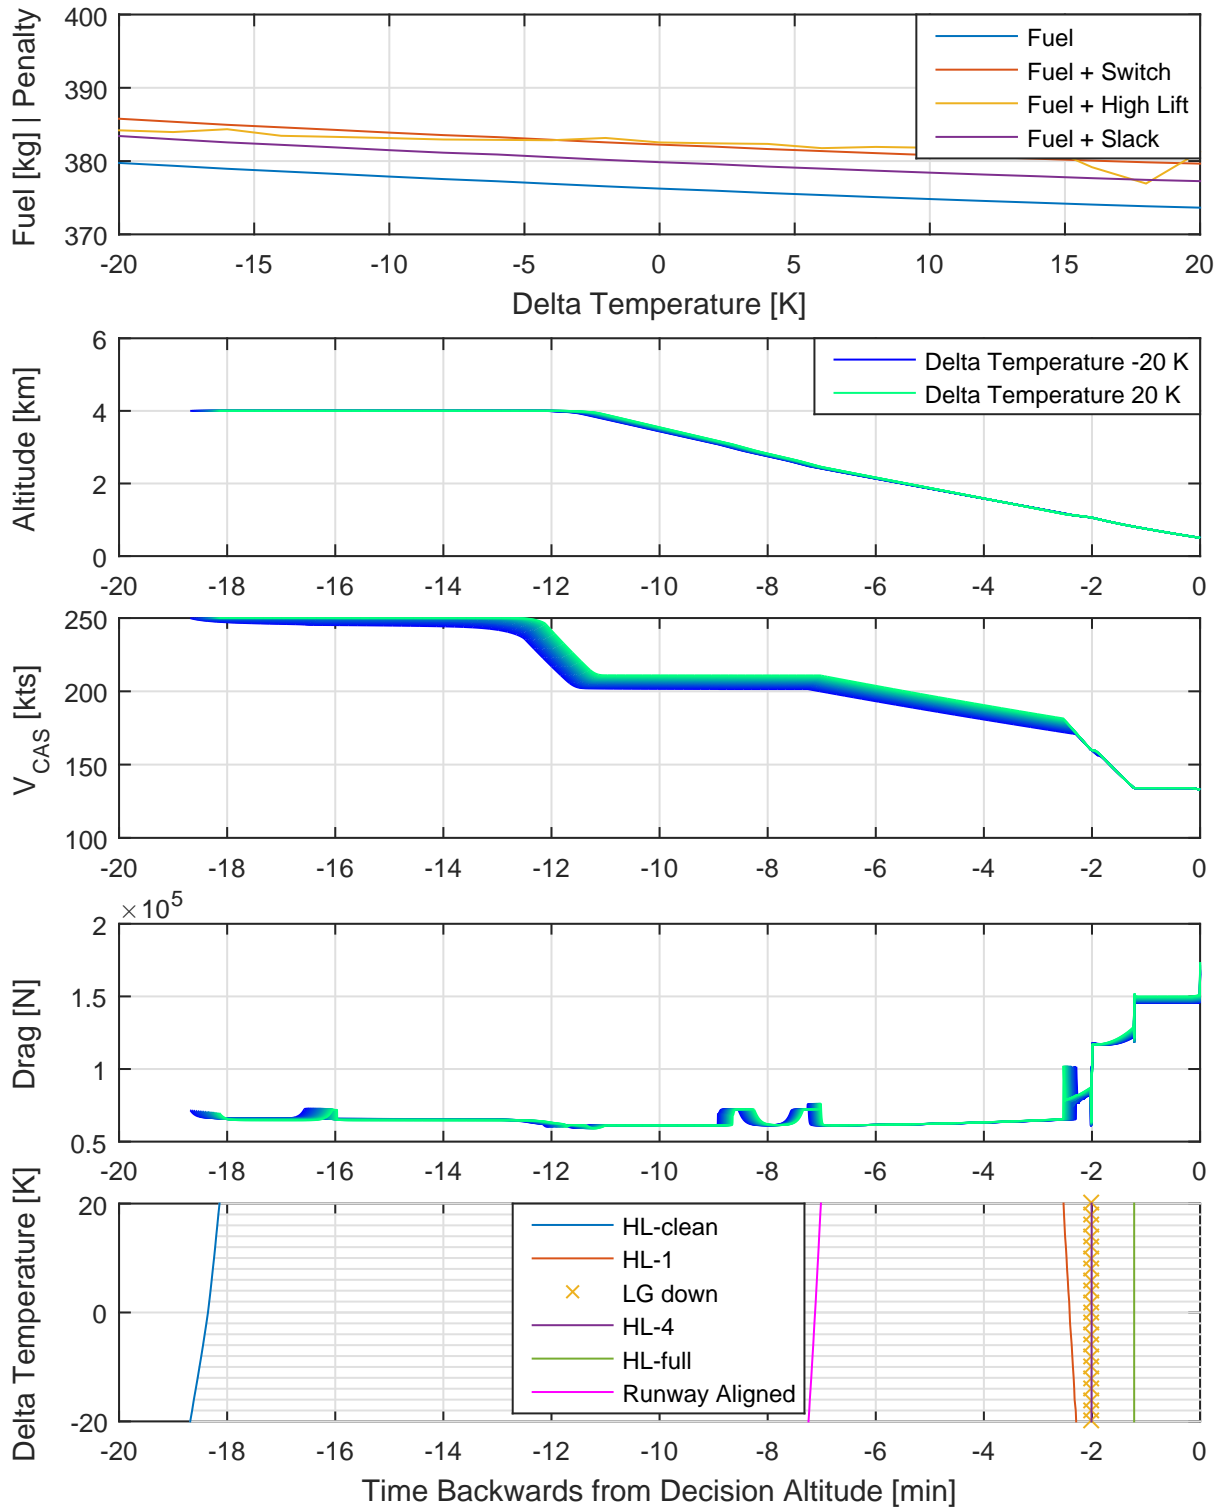 400
390
380
370
Fuel [kg] | Penalty
Fuel
Fuel + Switch
Fuel + High Lift
Fuel + Slack
-20 -15 -10 -5 0 5 10 15 20
Delta Temperature [K]
6
4
2
0
Altitude [km]
Delta Temperature -20 K
Delta Temperature 20 K
-20 -18 -16 -14 -12 -10 -8 -6 -4 -2 0
250
200
150
100
V_CAS [kts]
-20 -18 -16 -14 -12 -10 -8 -6 -4 -2 0
× 10^5
2
1.5
1
0.5
Drag [N]
-20 -18 -16 -14 -12 -10 -8 -6 -4 -2 0
20
0
-20
Delta Temperature [K]
HL-clean
HL-1
LG down
HL-4
HL-full
Runway Aligned
-20 -18 -16 -14 -12 -10 -8 -6 -4 -2 0
Time Backwards from Decision Altitude [min]